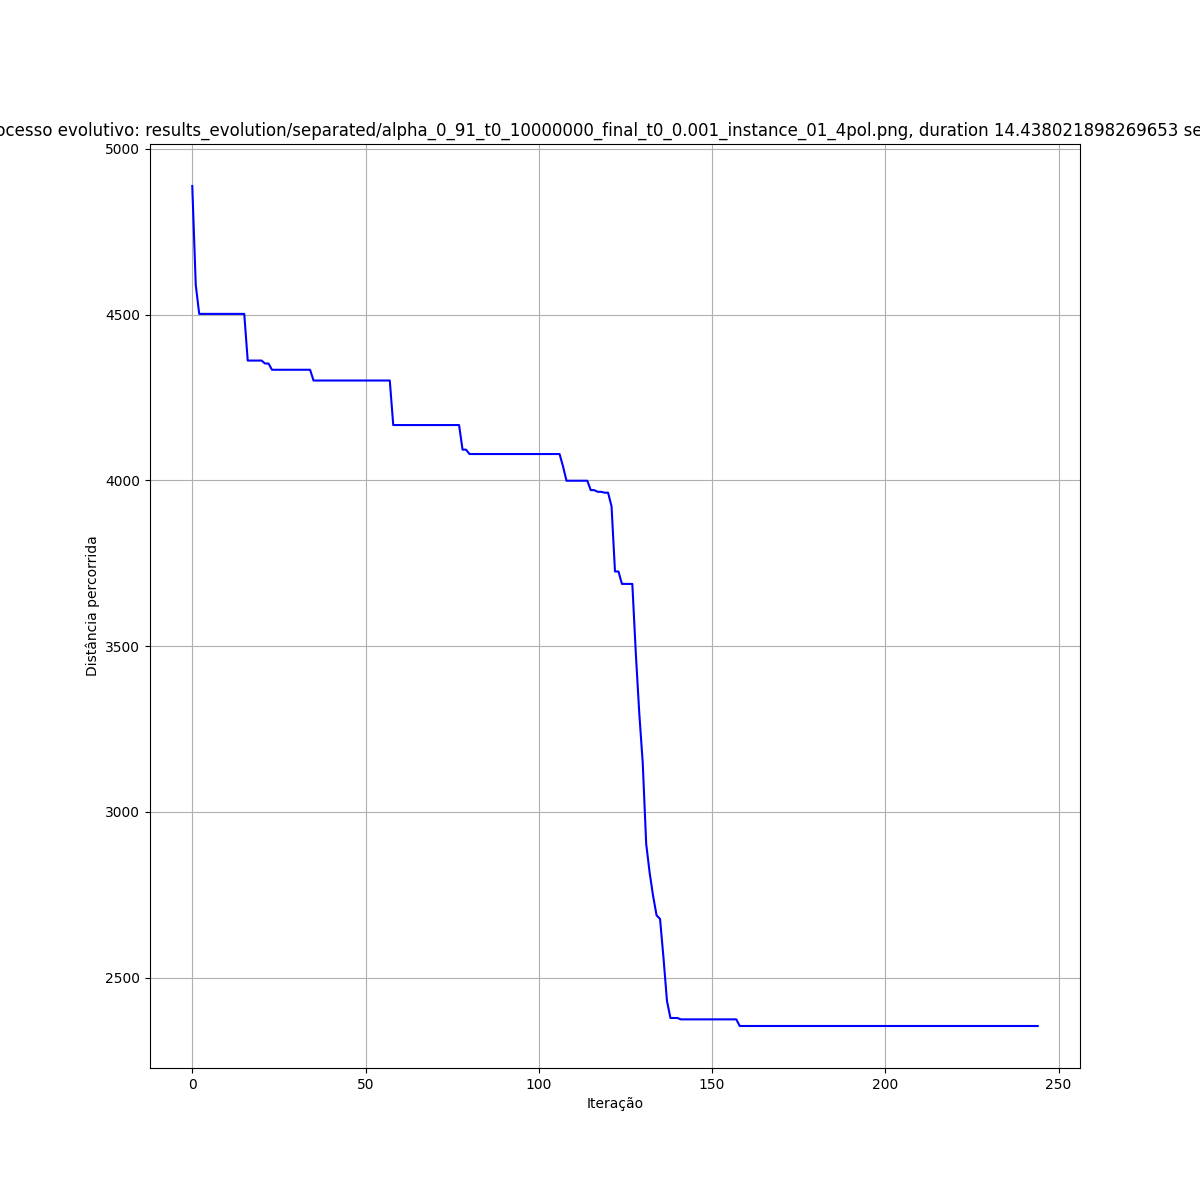 ocesso evolutivo: results_evolution/separated/alpha_0_91_t0_10000000_final_t0_0.001_instance_01_4pol.png, duration 14.438021898269653 se
5000
4500
4000
3500
3000
2500
Distância percorrida
0 50 100 150 200 250
Iteração